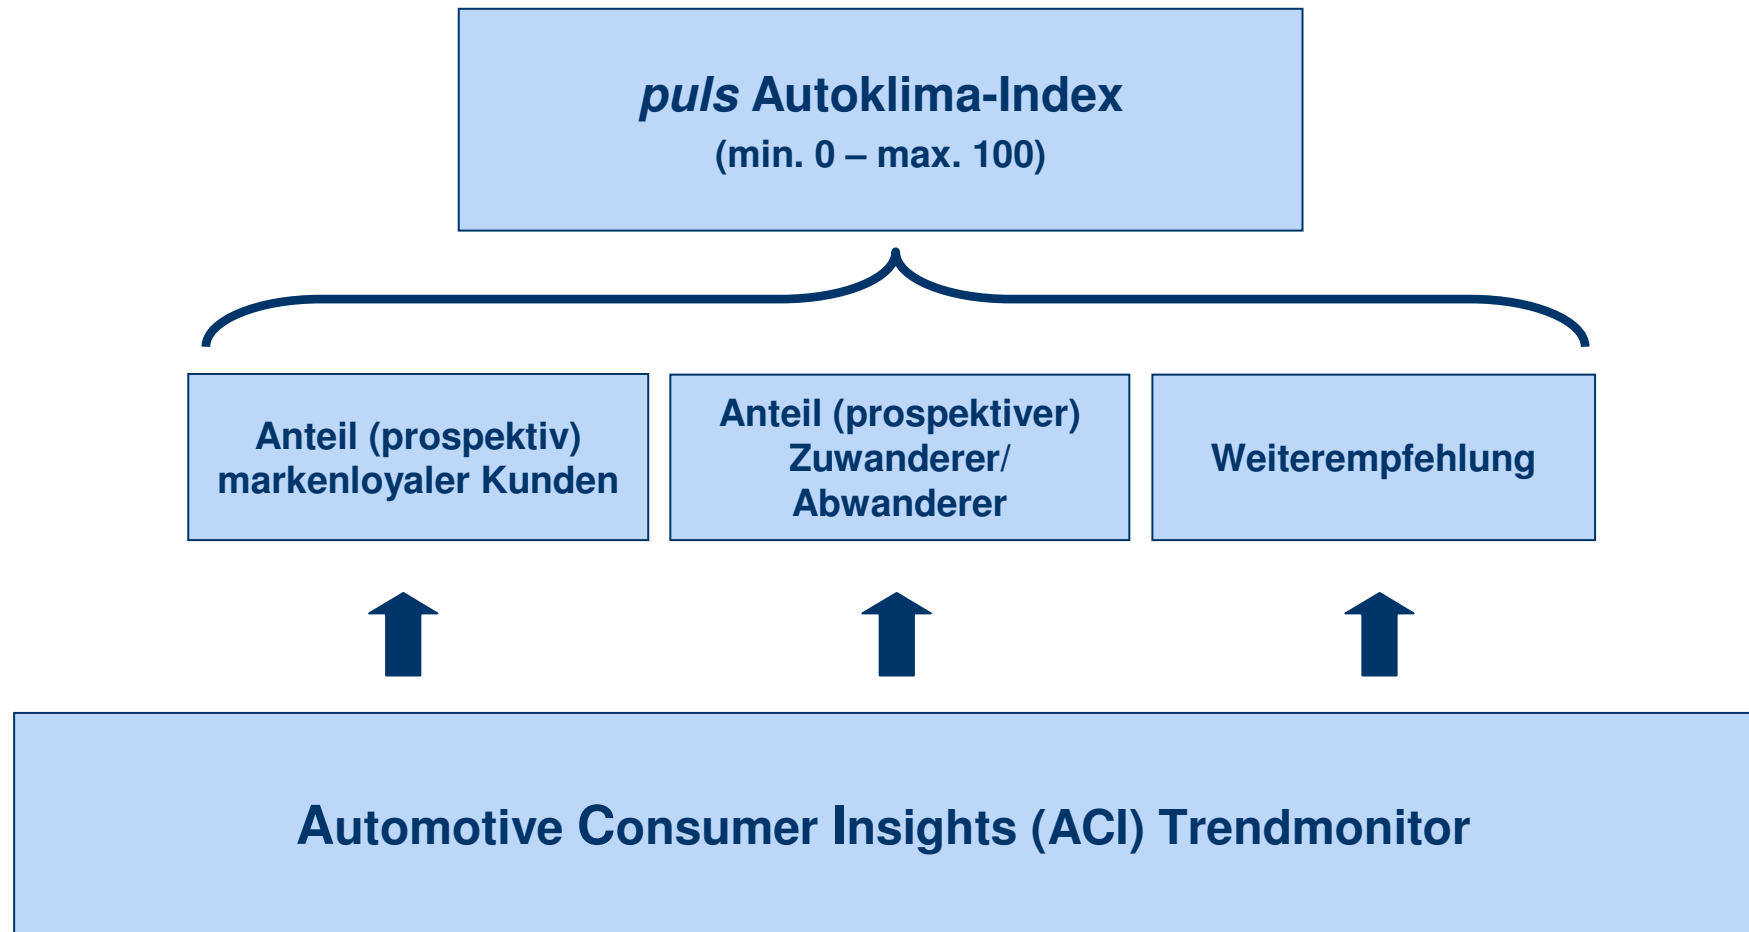 puls Autoklima-Index
(min. 0 – max. 100)
Anteil (prospektiv)
markenloyaler Kunden
Anteil (prospektiver)
Zuwanderer/
Abwanderer
Weiterempfehlung
Automotive Consumer Insights (ACI) Trendmonitor